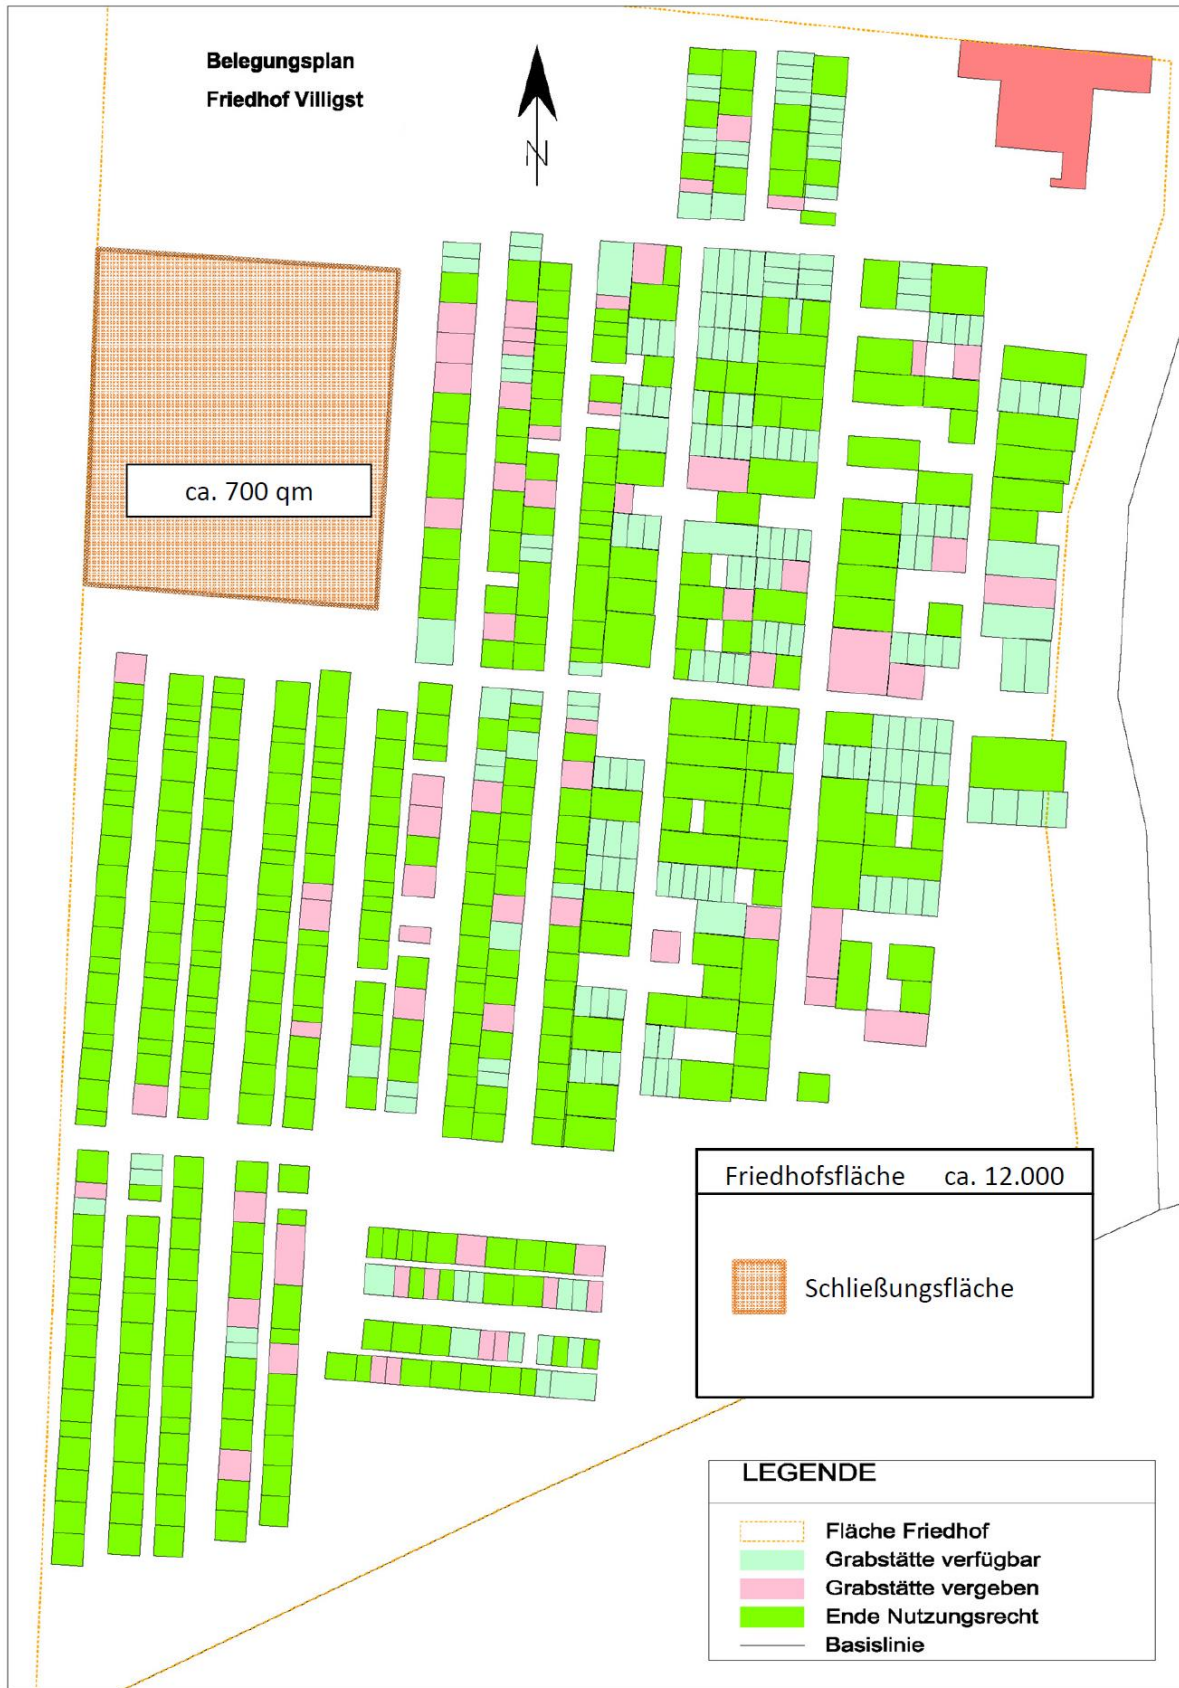 Belegungsplan
Friedhof Villigst
N
ca. 700 qm
Friedhofsfläche ca. 12.000
Schließungsfläche
LEGENDE
Fläche Friedhof
Grabstätte verfügbar
Grabstätte vergeben
Ende Nutzungsrecht
Basislinie